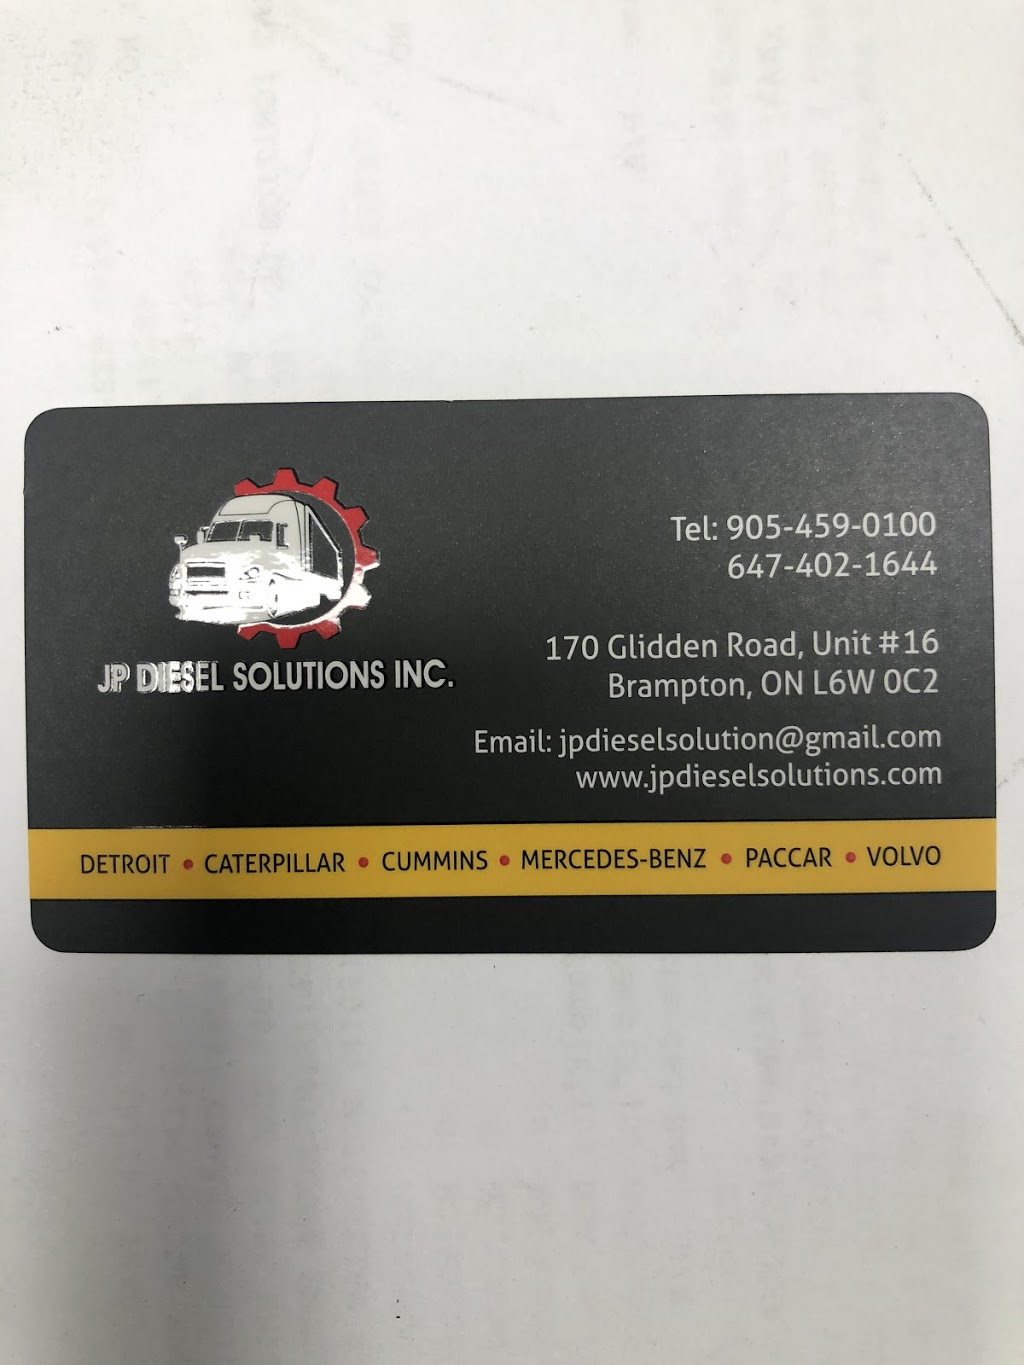 JP DIESEL SOLUTIONS INC.
Tel: 905-459-0100
647-402-1644
170 Glidden Road, Unit #16
Brampton, ON L6W 0C2
Email: jpdieselsolution@gmail.com
www.jpdieselsolutions.com
DETROIT • CATERPILLAR • CUMMINS • MERCEDES-BENZ • PACCAR • VOLVO